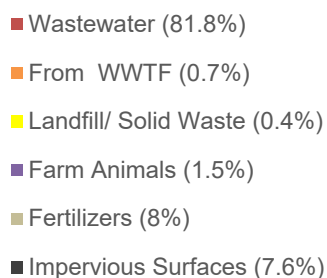 Wastewater (81.8%)
From WWTF (0.7%)
Landfill/ Solid Waste (0.4%)
Farm Animals (1.5%)
Fertilizers (8%)
Impervious Surfaces (7.6%)